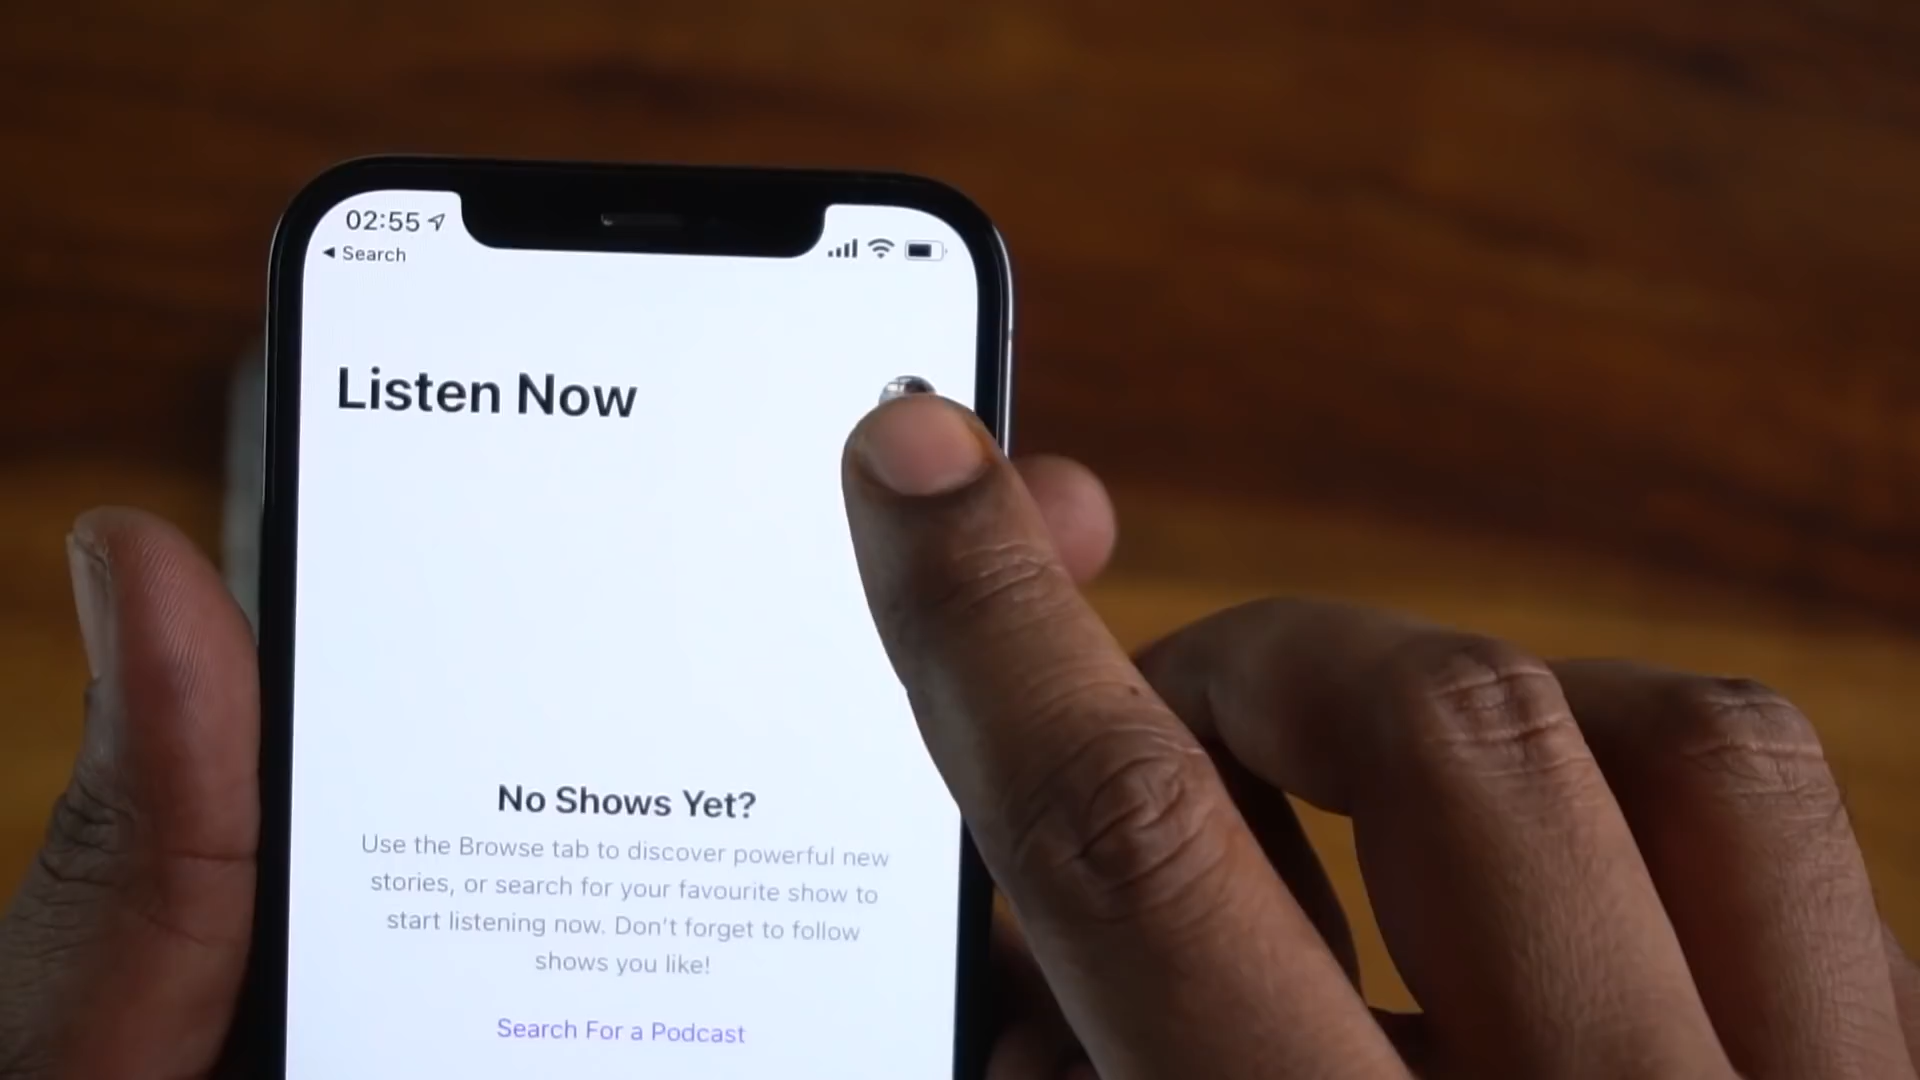 02:55
Search
Listen Now
No Shows Yet?
Use the Browse tab to discover powerful new
stories, or search for your favourite show to
start listening now. Don't forget to follow
shows you like!
Search For a Podcast